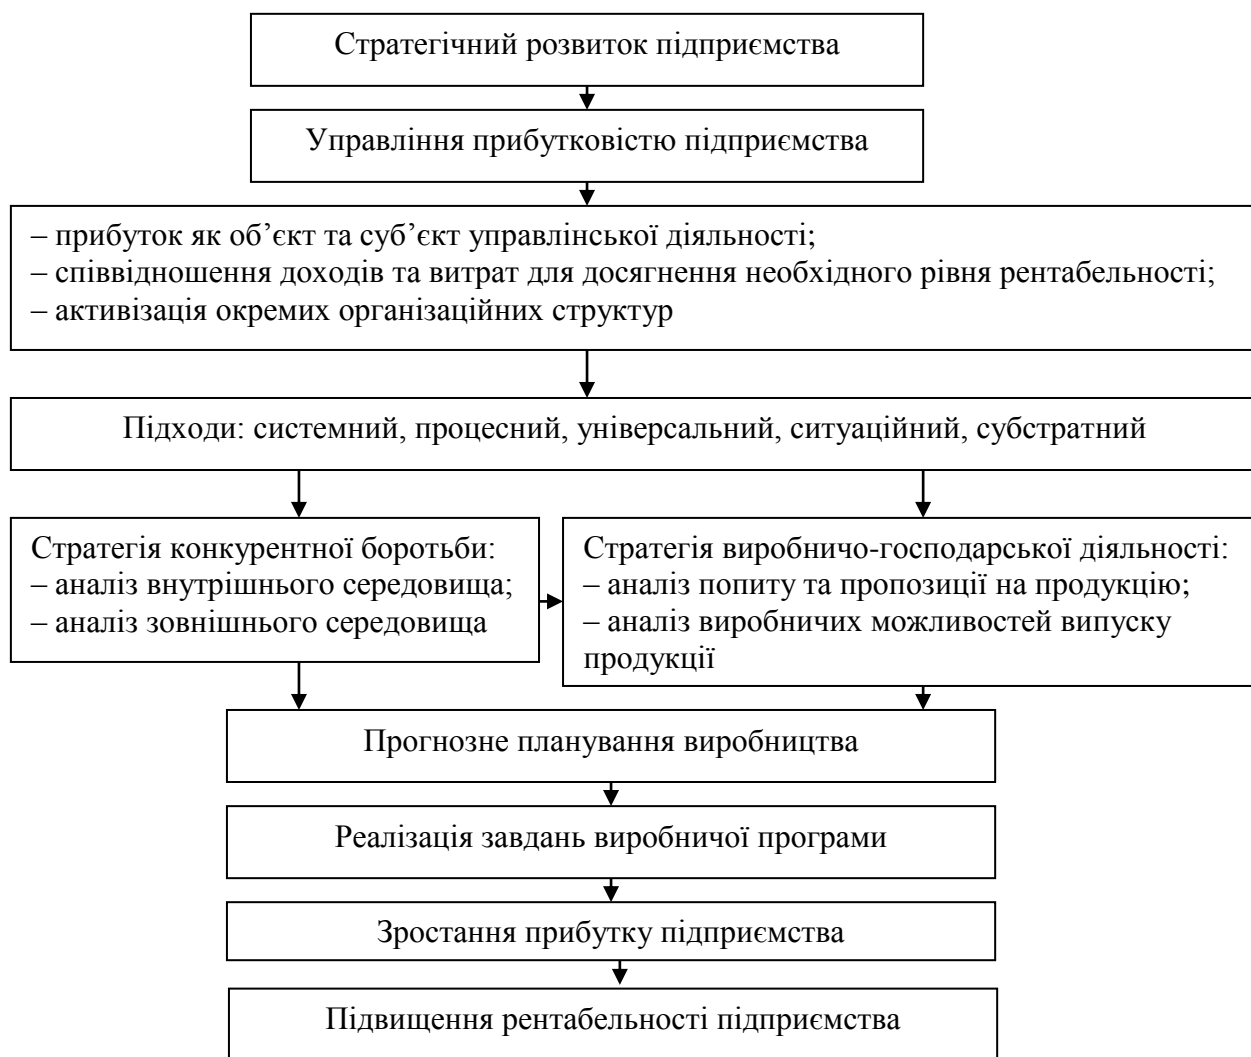 Стратегічний розвиток підприємства
Управління прибутковістю підприємства
– прибуток як об’єкт та суб’єкт управлінської діяльності;
– співвідношення доходів та витрат для досягнення необхідного рівня рентабельності;
– активізація окремих організаційних структур
Підходи: системний, процесний, універсальний, ситуаційний, субстратний
Стратегія конкурентної боротьби:
– аналіз внутрішнього середовища;
– аналіз зовнішнього середовища
Стратегія виробничо-господарської діяльності:
– аналіз попиту та пропозиції на продукцію;
– аналіз виробничих можливостей випуску
продукції
Прогнозне планування виробництва
Реалізація завдань виробничої програми
Зростання прибутку підприємства
Підвищення рентабельності підприємства